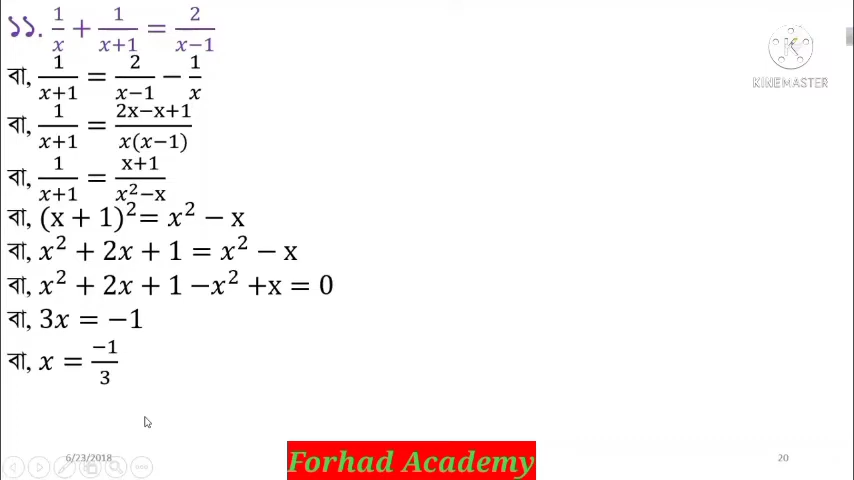 ১১. 1/x + 1/(x+1) = 2/(x−1)
বা, 1/(x+1) = 2/(x−1) − 1/x
বা, 1/(x+1) = (2x−x+1)/(x(x−1))
বা, 1/(x+1) = (x+1)/(x²−x)
বা, (x + 1)²= x² − x
বা, x² + 2x + 1 = x² − x
বা, x² + 2x + 1 −x² +x = 0
বা, 3x = −1
বা, x = −1/3
KINEMASTER
6/23/2018
Forhad Academy
20